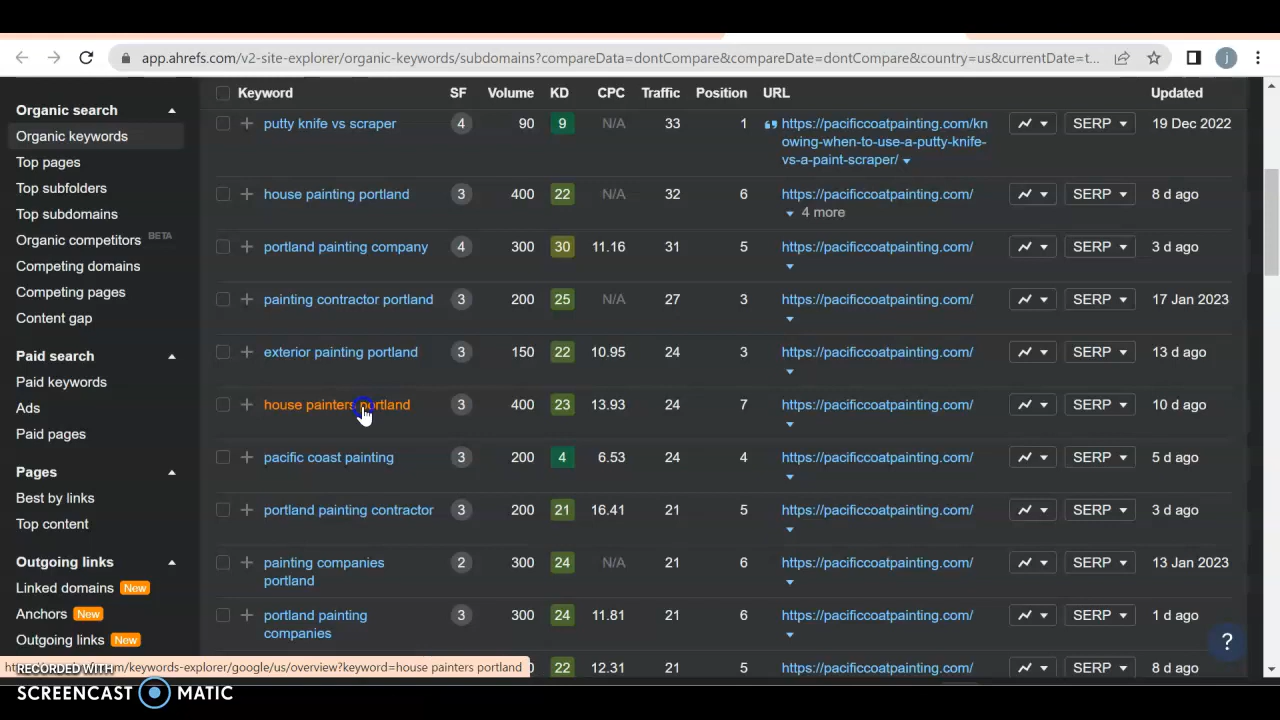 app.ahrefs.com/v2-site-explorer/organic-keywords/subdomains?compareData=dontCompare&compareDate=dontCompare&country=us&currentDate=t...
j
Organic search
Organic keywords
Top pages
Top subfolders
Top subdomains
Organic competitors BETA
Competing domains
Competing pages
Content gap
Paid search
Paid keywords
Ads
Paid pages
Pages
Best by links
Top content
Outgoing links
Linked domains New
Anchors New
Outgoing links New
Keyword SF Volume KD CPC Traffic Position URL Updated
putty knife vs scraper 4 90 9 N/A 33 1 https://pacificcoatpainting.com/kn
owing-when-to-use-a-putty-knife-
vs-a-paint-scraper/ SERP 19 Dec 2022
house painting portland 3 400 22 N/A 32 6 https://pacificcoatpainting.com/ SERP 8 d ago
4 more
portland painting company 4 300 30 11.16 31 5 https://pacificcoatpainting.com/ SERP 3 d ago
painting contractor portland 3 200 25 N/A 27 3 https://pacificcoatpainting.com/ SERP 17 Jan 2023
exterior painting portland 3 150 22 10.95 24 3 https://pacificcoatpainting.com/ SERP 13 d ago
house painters portland 3 400 23 13.93 24 7 https://pacificcoatpainting.com/ SERP 10 d ago
pacific coast painting 3 200 4 6.53 24 4 https://pacificcoatpainting.com/ SERP 5 d ago
portland painting contractor 3 200 21 16.41 21 5 https://pacificcoatpainting.com/ SERP 3 d ago
painting companies
portland 2 300 24 N/A 21 6 https://pacificcoatpainting.com/ SERP 13 Jan 2023
portland painting
companies 3 300 24 11.81 21 6 https://pacificcoatpainting.com/ SERP 1 d ago
22 12.31 21 5 https://pacificcoatpainting.com/ SERP 8 d ago
?
m/keywords-explorer/google/us/overview?keyword=house painters portland
RECORDED WITH
SCREENCAST MATIC